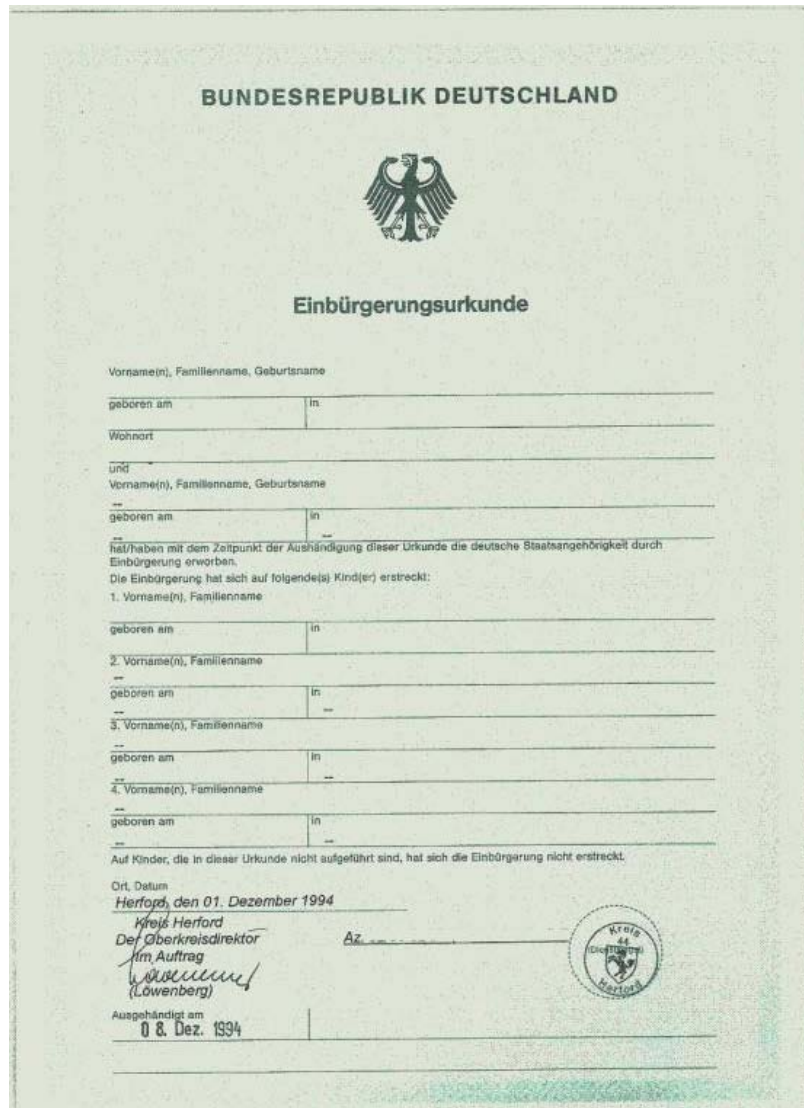 BUNDESREPUBLIK DEUTSCHLAND
Einbürgerungsurkunde
Vorname(n), Familienname, Geburtsname
geboren am in
Wohnort
und
Vorname(n), Familienname, Geburtsname
--
geboren am in
-- --
hat/haben mit dem Zeitpunkt der Aushändigung dieser Urkunde die deutsche Staatsangehörigkeit durch
Einbürgerung erworben.
Die Einbürgerung hat sich auf folgende(s) Kind(er) erstreckt:
1. Vorname(n), Familienname
geboren am in
2. Vorname(n), Familienname
--
geboren am in
-- --
3. Vorname(n), Familienname
--
geboren am in
-- --
4. Vorname(n), Familienname
--
geboren am in
-- --
Auf Kinder, die in dieser Urkunde nicht aufgeführt sind, hat sich die Einbürgerung nicht erstreckt.
Ort, Datum
Herford, den 01. Dezember 1994
Kreis Herford
Der Oberkreisdirektor
Im Auftrag
(Löwenberg)
Az.
Kreis
44
(Dienstsiegel)
Herford
Ausgehändigt am
08. Dez. 1994